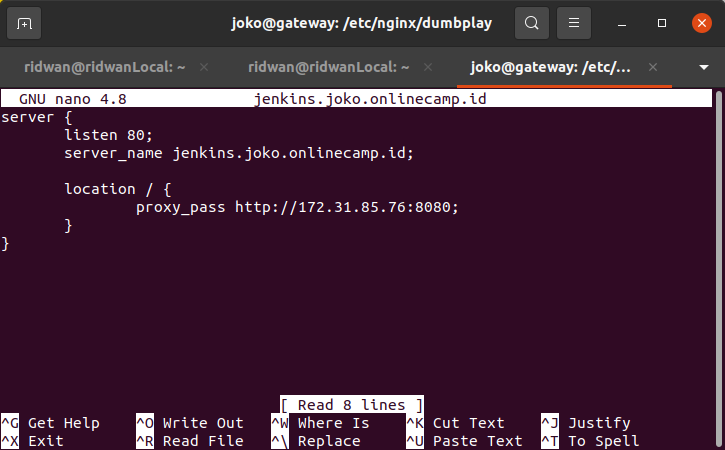 joko@gateway: /etc/nginx/dumbplay
ridwan@ridwanLocal: ~ × ridwan@ridwanLocal: ~ × joko@gateway: /etc/... ×
GNU nano 4.8 jenkins.joko.onlinecamp.id
server {
        listen 80;
        server_name jenkins.joko.onlinecamp.id;

        location / {
                proxy_pass http://172.31.85.76:8080;
        }
}
[ Read 8 lines ]
^G Get Help ^O Write Out ^W Where Is ^K Cut Text ^J Justify
^X Exit ^R Read File ^\ Replace ^U Paste Text ^T To Spell